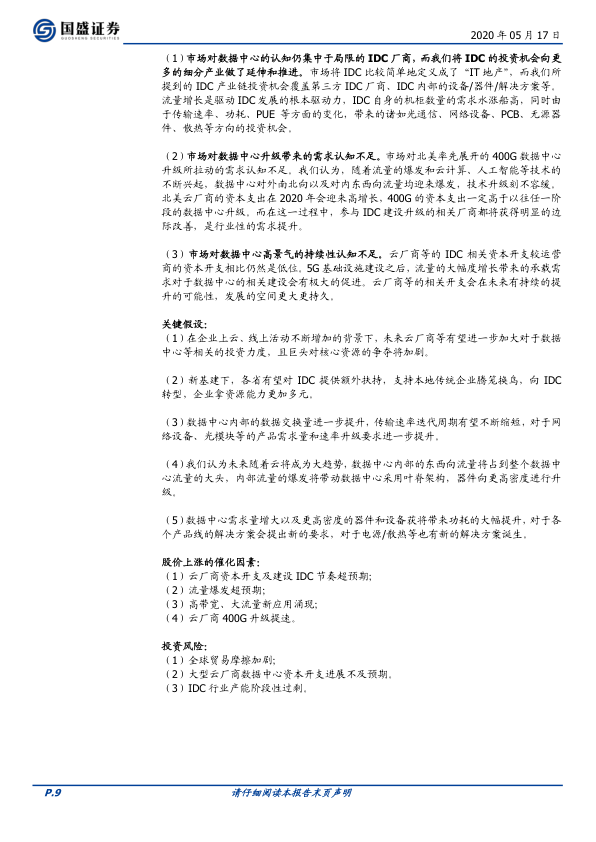 国盛证券
GUOSHENG SECURITIES
2020 年 05 月 17 日
（1）市场对数据中心的认知仍集中于局限的 IDC 厂商，而我们将 IDC 的投资机会向更
多的细分产业做了延伸和推进。市场将 IDC 比较简单地定义成了“IT 地产”，而我们所
提到的 IDC 产业链投资机会覆盖第三方 IDC 厂商、IDC 内部的设备/器件/解决方案等。
流量增长是驱动 IDC 发展的根本驱动力，IDC 自身的机柜数量的需求水涨船高，同时由
于传输速率、功耗、PUE 等方面的变化，带来的诸如光通信、网络设备、PCB、无源器
件、散热等方向的投资机会。
（2）市场对数据中心升级带来的需求认知不足。市场对北美率先展开的 400G 数据中心
升级所拉动的需求认知不足。我们认为，随着流量的爆发和云计算、人工智能等技术的
不断兴起，数据中心对外南北向以及对内东西向流量均迎来爆发，技术升级刻不容缓。
北美云厂商的资本支出在 2020 年会迎来高增长，400G 的资本支出一定高于以往任一阶
段的数据中心升级。而在这一过程中，参与 IDC 建设升级的相关厂商都将获得明显的边
际改善，是行业性的需求提升。
（3）市场对数据中心高景气的持续性认知不足。云厂商等的 IDC 相关资本开支较运营
商的资本开支相比仍然是低位。5G 基础设施建设之后，流量的大幅度增长带来的承载需
求对于数据中心的相关建设会有极大的促进。云厂商等的相关开支会在未来有持续的提
升的可能性，发展的空间更大更持久。
关键假设：
（1）在企业上云、线上活动不断增加的背景下，未来云厂商等有望进一步加大对于数据
中心等相关的投资力度，且巨头对核心资源的争夺将加剧。
（2）新基建下，各省有望对 IDC 提供额外扶持，支持本地传统企业腾笼换鸟，向 IDC
转型，企业拿资源能力更加多元。
（3）数据中心内部的数据交换量进一步提升，传输速率迭代周期有望不断缩短，对于网
络设备、光模块等的产品需求量和速率升级要求进一步提升。
（4）我们认为未来随着云将成为大趋势，数据中心内部的东西向流量将占到整个数据中
心流量的大头，内部流量的爆发将带动数据中心采用叶脊架构，器件向更高密度进行升
级。
（5）数据中心需求量增大以及更高密度的器件和设备获将带来功耗的大幅提升，对于各
个产品线的解决方案会提出新的要求，对于电源/散热等也有新的解决方案诞生。
股价上涨的催化因素：
（1）云厂商资本开支及建设 IDC 节奏超预期；
（2）流量爆发超预期；
（3）高带宽、大流量新应用涌现；
（4）云厂商 400G 升级提速。
投资风险：
（1）全球贸易摩擦加剧；
（2）大型云厂商数据中心资本开支进展不及预期。
（3）IDC 行业产能阶段性过剩。
P.9
请仔细阅读本报告末页声明